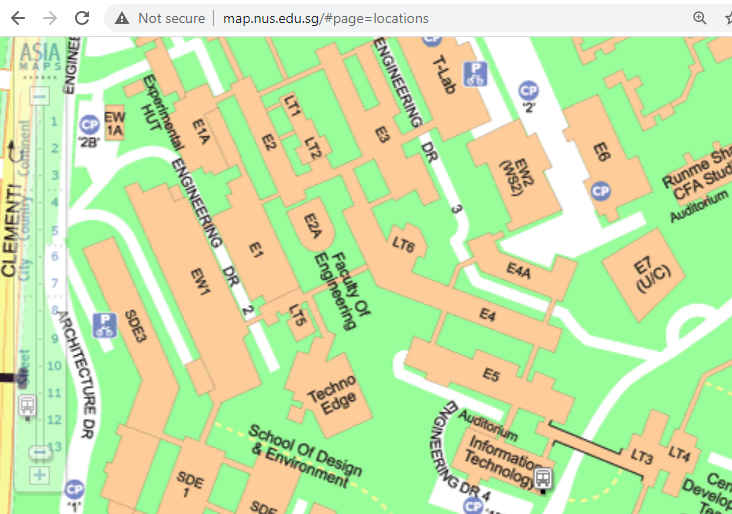 Not secure
map.nus.edu.sg/#page=locations
ASIA
MAPS
ENGINEE
Experimental
HUT
EW
1A
CP
'2B'
E1A
E2
LT1
LT2
E3
ENGINEERING DR 3
CP
T-Lab
P
CP
'2'
E6
CP
EW2
(WS2)
Runme Sha
CFA Studi
Auditorium
CLEMENTI
Continent
Country
City
Street
1
2
3
4
5
6
7
8
9
10
11
12
13
ENGINEERING DR 2
E1
E2A
Faculty Of
Engineering
LT6
E4A
E7
(U/C)
EW1
SDE3
P
LT5
E4
ARCHITECTURE DR
Techno
Edge
E5
Auditorium
Information
Technology
ENGINEERING DR 4
LT3
LT4
School Of Design
& Environment
SDE
1
SDE
CP
'1'
CP
Cen
Develop
Te